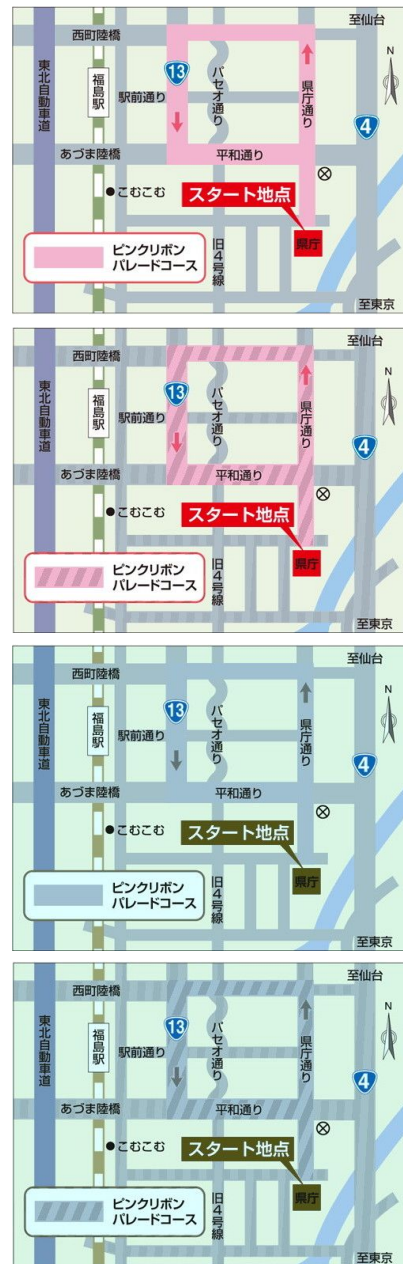 至仙台
西町陸橋
13
N
東北自動車道
福島駅
駅前通り
パセオ通り
県庁通り
4
あづま陸橋
平和通り
こむこむ
スタート地点
県庁
ピンクリボン
パレードコース
旧4号線
至東京
至仙台
西町陸橋
13
N
東北自動車道
福島駅
駅前通り
パセオ通り
県庁通り
4
あづま陸橋
平和通り
こむこむ
スタート地点
県庁
ピンクリボン
パレードコース
旧4号線
至東京
至仙台
西町陸橋
13
N
東北自動車道
福島駅
駅前通り
パセオ通り
県庁通り
4
あづま陸橋
平和通り
こむこむ
スタート地点
県庁
ピンクリボン
パレードコース
旧4号線
至東京
至仙台
西町陸橋
13
N
東北自動車道
福島駅
駅前通り
パセオ通り
県庁通り
4
あづま陸橋
平和通り
こむこむ
スタート地点
県庁
ピンクリボン
パレードコース
旧4号線
至東京